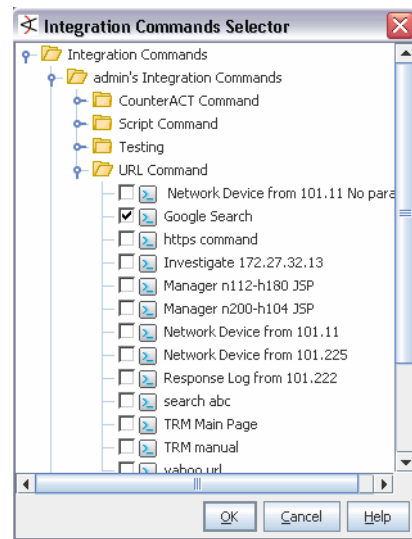 Integration Commands Selector
Integration Commands
admin's Integration Commands
CounterACT Command
Script Command
Testing
URL Command
Network Device from 101.11 No para
Google Search
https command
Investigate 172.27.32.13
Manager n112-h180 JSP
Manager n200-h104 JSP
Network Device from 101.11
Network Device from 101.225
Response Log from 101.222
search abc
TRM Main Page
TRM manual
yahoo url
OK Cancel Help